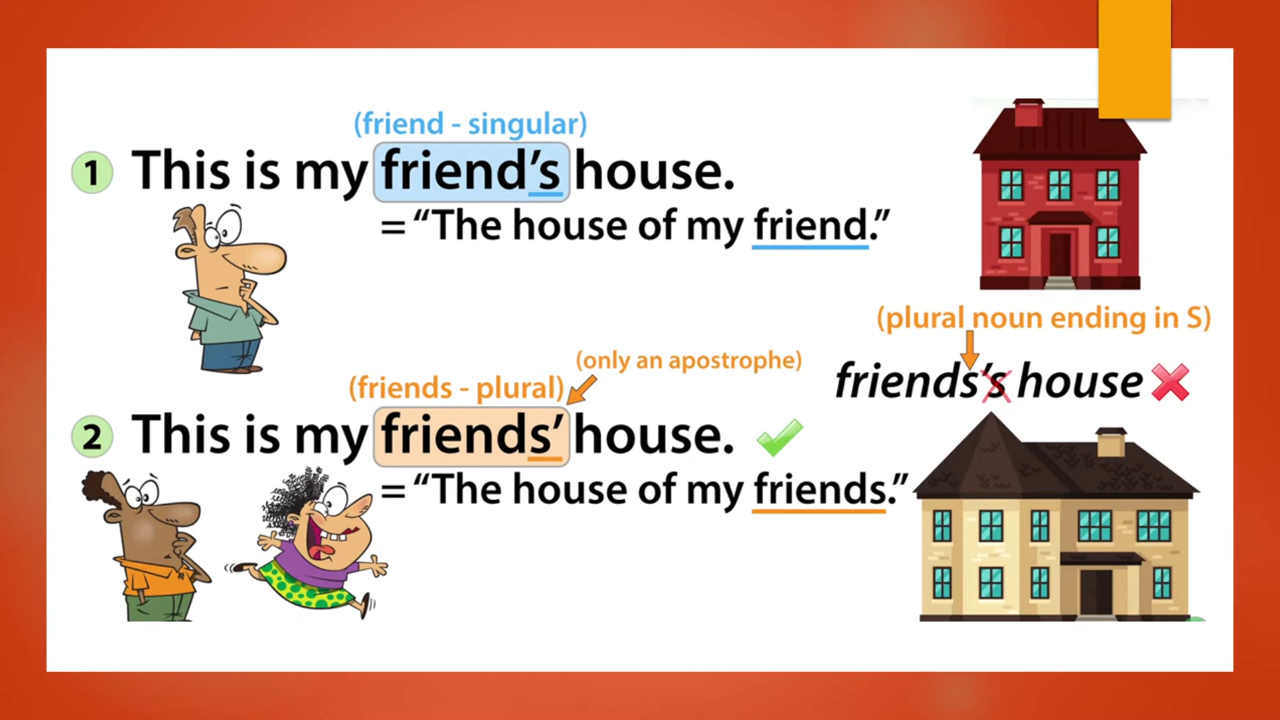 (friend - singular)
1 This is my friend’s house.
= “The house of my friend.”
(plural noun ending in S)
friends’s house
(only an apostrophe)
(friends - plural)
2 This is my friends’ house.
= “The house of my friends.”